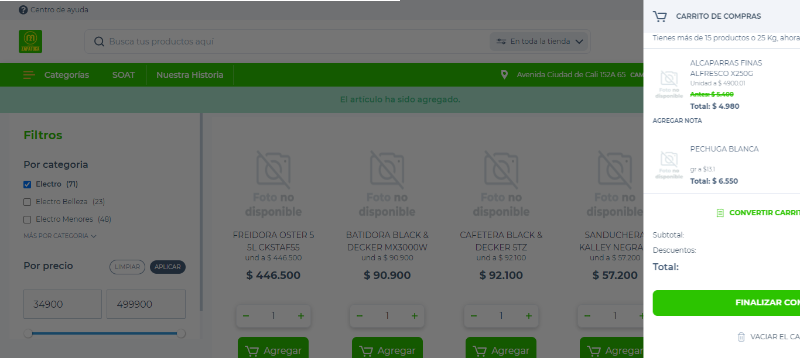 Centro de ayuda
Busca tus productos aquí
En toda la tienda
Categorías
SOAT
Nuestra Historia
Avenida Ciudad de Cali 152A 65
El artículo ha sido agregado.
Filtros
Por categoría
Electro (71)
Electro Belleza (23)
Electro Menores (48)
MÁS POR CATEGORÍA
Por precio
LIMPIAR
APLICAR
34900
499900
Foto no
disponible
FREIDORA OSTER 5
5L CKSTAF55
und a $ 446.500
$ 446.500
1
Agregar
Foto no
disponible
BATIDORA BLACK &
DECKER MX3000W
und a $ 90.900
$ 90.900
1
Agregar
Foto no
disponible
CAFETERA BLACK &
DECKER 5TZ
und a $ 92.100
$ 92.100
1
Agregar
Foto no
disponible
SANDUCHERA
KALLEY NEGRA
und a $ 57.200
$ 57.200
1
Agregar
CARRITO DE COMPRAS
Tienes más de 15 productos o 25 Kg, ahora
Foto no
disponible
ALCAPARRAS FINAS
ALFRESCO X250G
Unidad a $ 4900.01
Antes: $ 5.400
Total: $ 4.980
AGREGAR NOTA
Foto no
disponible
PECHUGA BLANCA
gr a $13.1
Total: $ 6.550
CONVERTIR CARRIT
Subtotal:
Descuentos:
Total:
FINALIZAR CO
VACIAR EL CA